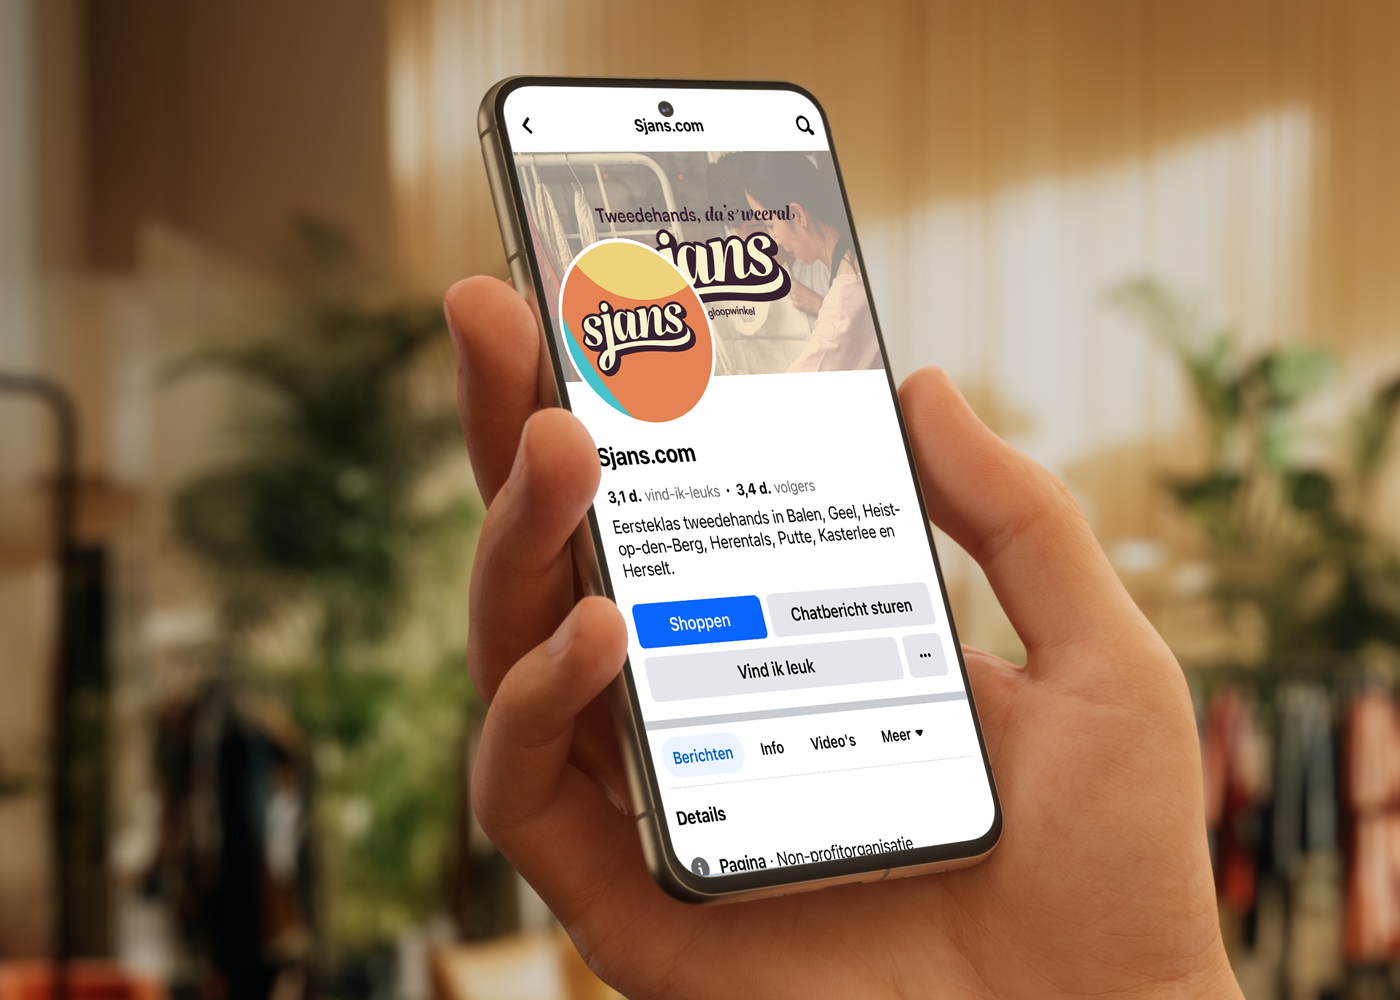 Sjans.com
Tweedehands, da's weeral
jans
gloopwinkel
sjans
Sjans.com
3,1 d. vind-ik-leuks · 3,4 d. volgers
Eersteklas tweedehands in Balen, Geel, Heist-
op-den-Berg, Herentals, Putte, Kasterlee en
Herselt.
Shoppen
Chatbericht sturen
Vind ik leuk
Berichten Info Video's Meer
Details
Pagina · Non-profitorganisatie